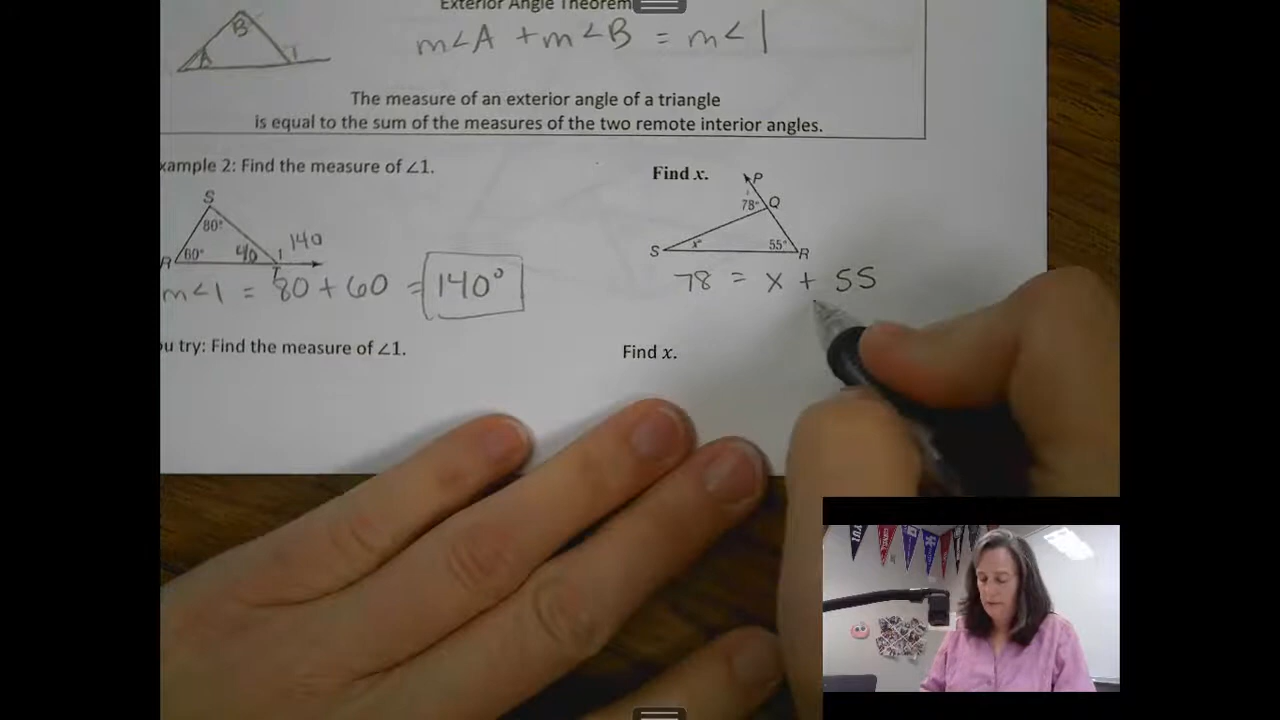 Exterior Angle Theorem
B
A
1
m∠A + m∠B = m∠1
The measure of an exterior angle of a triangle
is equal to the sum of the measures of the two remote interior angles.
xample 2: Find the measure of ∠1.
S
80°
R
60°
40
1
140
T
m∠1 = 80 + 60 = 140°
Find x.
P
78°
Q
S
x°
55°
R
78 = x + 55
ou try: Find the measure of ∠1.
Find x.